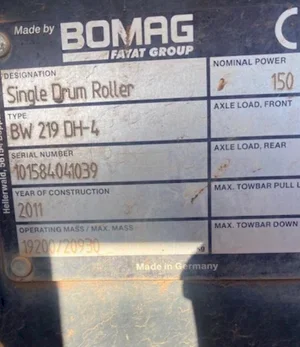 Made by BOMAG
FAYAT GROUP
DESIGNATION
Single Drum Roller
TYPE
BW 219 DH-4
SERIAL NUMBER
101584041039
YEAR OF CONSTRUCTION
2011
OPERATING MASS / MAX. MASS
19200/20930 kg
NOMINAL POWER
150
AXLE LOAD, FRONT
AXLE LOAD, REAR
MAX. TOWBAR PULL
MAX. TOWBAR DOWN
Made in Germany
Hellerwald,